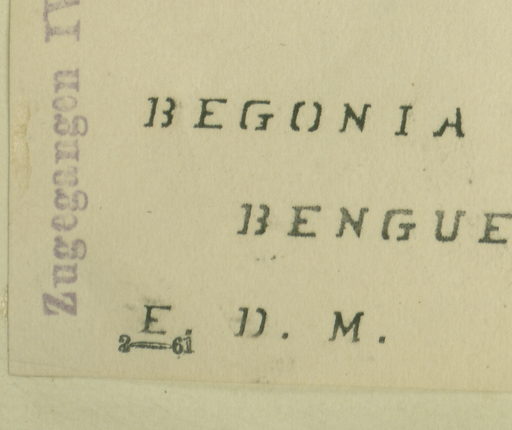 Zugegangen
BEGONIA
BENGUE
E. D. M.
2—61